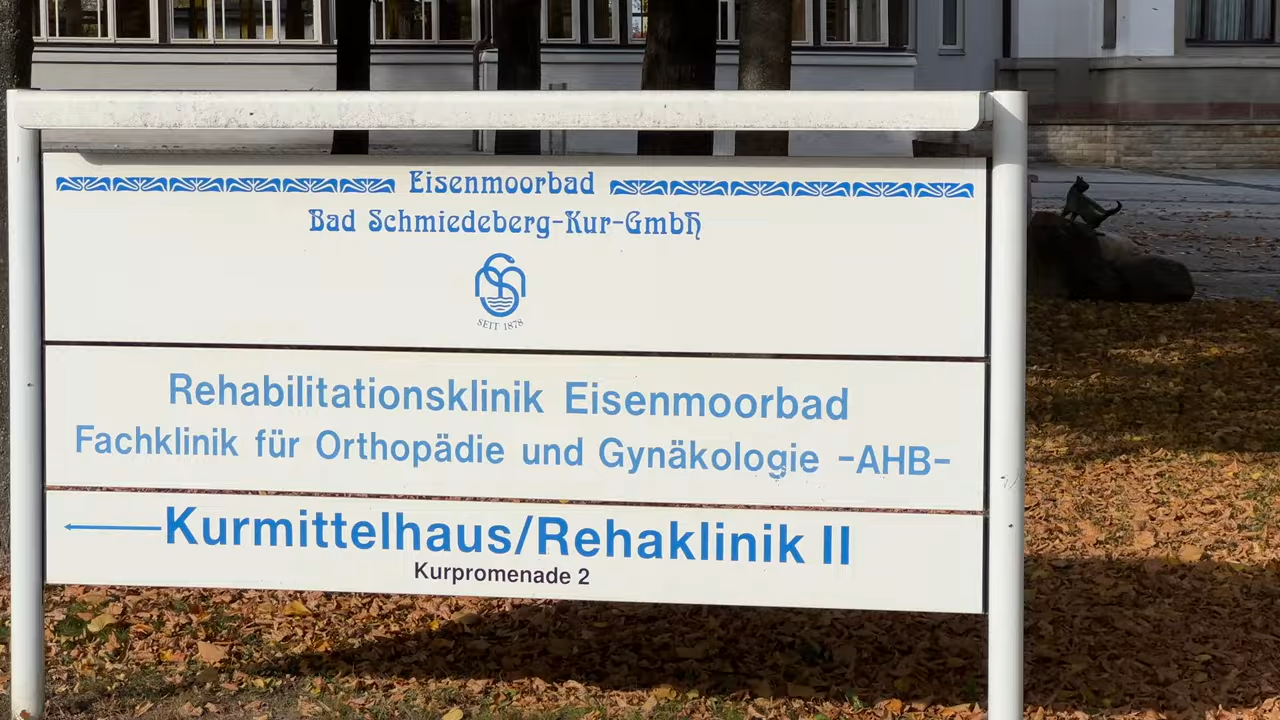 Eisenmoorbad
Bad Schmiedeberg-Kur-GmbH
SEIT 1878
Rehabilitationsklinik Eisenmoorbad
Fachklinik für Orthopädie und Gynäkologie -AHB-
Kurmittelhaus/Rehaklinik II
Kurpromenade 2